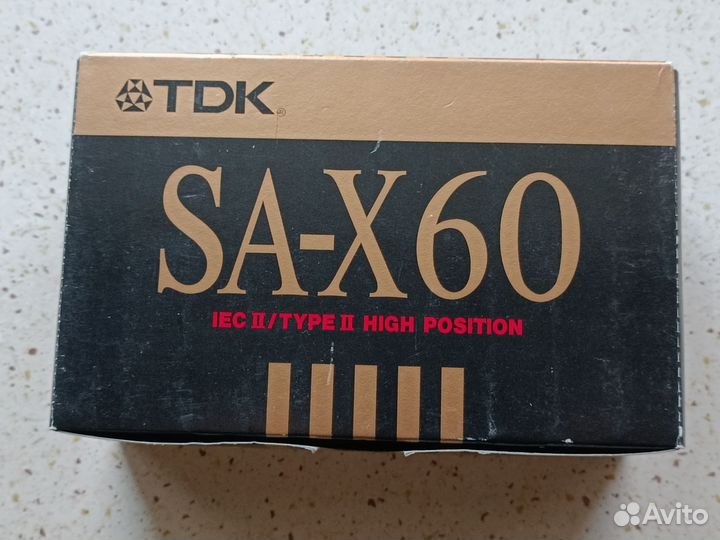 TDK
SA-X60
IEC II/TYPE II HIGH POSITION
Avito